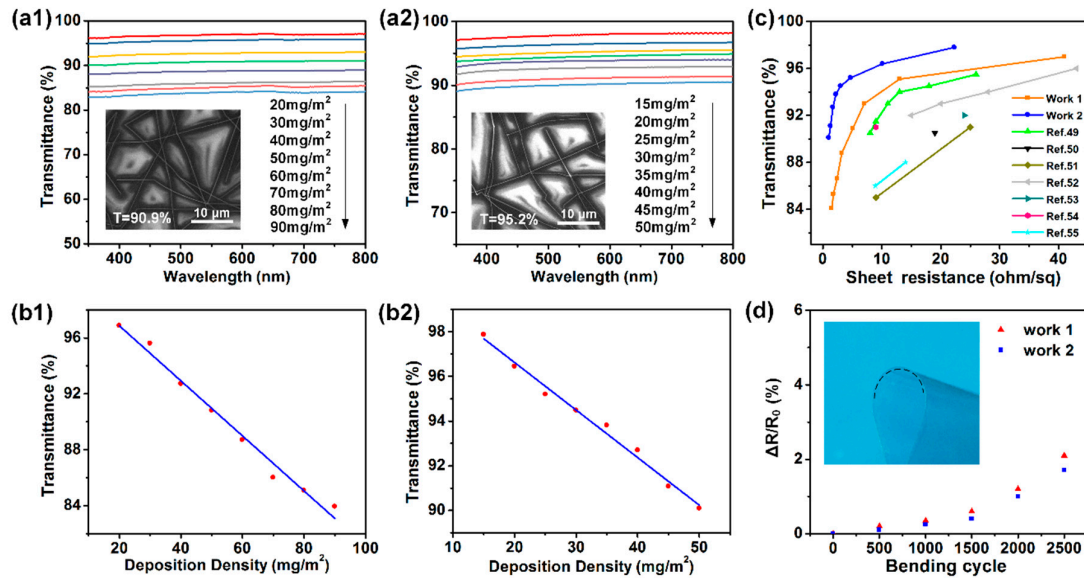 (a1)
100
95
90
85
80
75
70
65
60
55
50
Transmittance (%)
20mg/m²
30mg/m²
40mg/m²
50mg/m²
60mg/m²
70mg/m²
80mg/m²
90mg/m²
T=90.9%
10 μm
400 500 600 700 800
Wavelength (nm)
(a2)
100
90
80
70
Transmittance (%)
15mg/m²
20mg/m²
25mg/m²
30mg/m²
35mg/m²
40mg/m²
45mg/m²
50mg/m²
T=95.2%
10 μm
400 500 600 700 800
Wavelength (nm)
(c)
100
96
92
88
84
Transmittance (%)
Work 1
Work 2
Ref.49
Ref.50
Ref.51
Ref.52
Ref.53
Ref.54
Ref.55
0 10 20 30 40
Sheet resistance (ohm/sq)
(b1)
96
92
88
84
Transmittance (%)
20 40 60 80 100
Deposition Density (mg/m²)
(b2)
98
96
94
92
90
Transmittance (%)
10 20 30 40 50
Deposition Density (mg/m²)
(d)
6
4
2
0
ΔR/R₀ (%)
work 1
work 2
0 500 1000 1500 2000 2500
Bending cycle